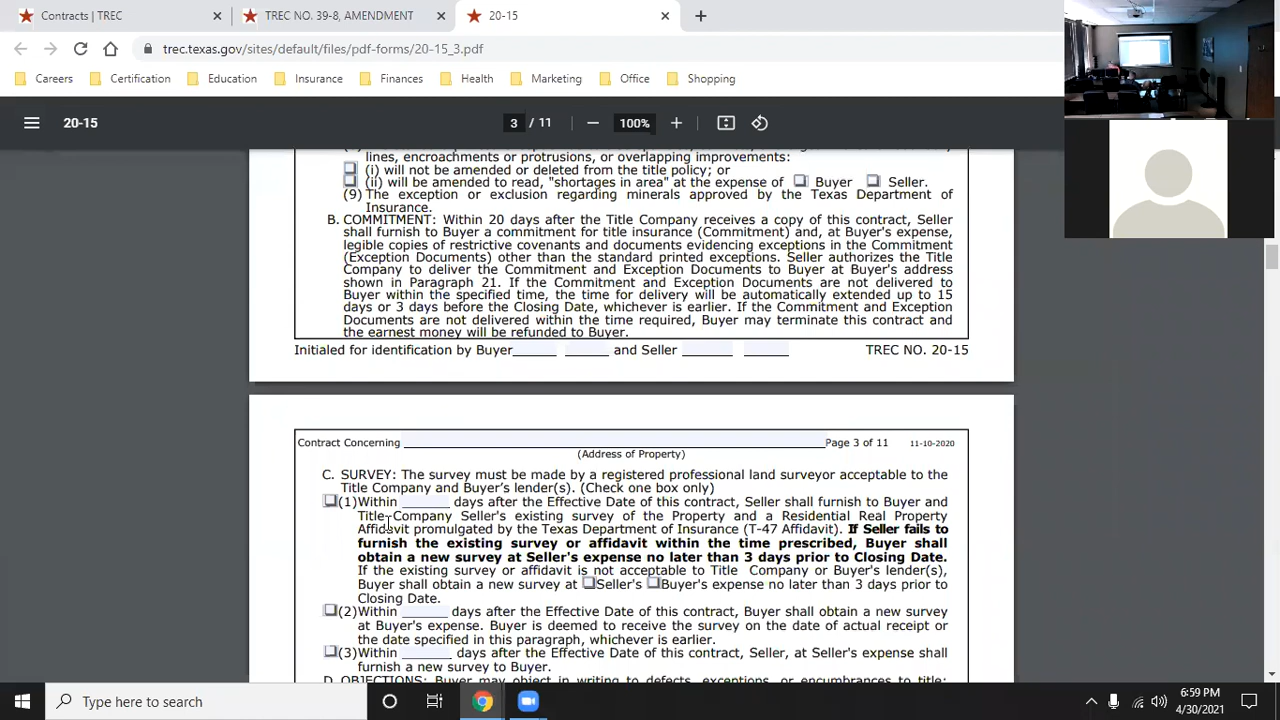 Contracts | TREC
TREC NO. 39-8, AMENDMENT
20-15
trec.texas.gov/sites/default/files/pdf-forms/20-15_3.pdf
Careers
Certification
Education
Insurance
Finance
Health
Marketing
Office
Shopping
20-15
3 / 11
100%
lines, encroachments or protrusions, or overlapping improvements:
(i) will not be amended or deleted from the title policy; or
(ii) will be amended to read, "shortages in area" at the expense of Buyer Seller.
(9) The exception or exclusion regarding minerals approved by the Texas Department of
Insurance.
B. COMMITMENT: Within 20 days after the Title Company receives a copy of this contract, Seller
shall furnish to Buyer a commitment for title insurance (Commitment) and, at Buyer's expense,
legible copies of restrictive covenants and documents evidencing exceptions in the Commitment
(Exception Documents) other than the standard printed exceptions. Seller authorizes the Title
Company to deliver the Commitment and Exception Documents to Buyer at Buyer's address
shown in Paragraph 21. If the Commitment and Exception Documents are not delivered to
Buyer within the specified time, the time for delivery will be automatically extended up to 15
days or 3 days before the Closing Date, whichever is earlier. If the Commitment and Exception
Documents are not delivered within the time required, Buyer may terminate this contract and
the earnest money will be refunded to Buyer.
Initialed for identification by Buyer and Seller TREC NO. 20-15
Contract Concerning Page 3 of 11 11-10-2020
(Address of Property)
C. SURVEY: The survey must be made by a registered professional land surveyor acceptable to the
Title Company and Buyer's lender(s). (Check one box only)
(1)Within days after the Effective Date of this contract, Seller shall furnish to Buyer and
Title Company Seller's existing survey of the Property and a Residential Real Property
Affidavit promulgated by the Texas Department of Insurance (T-47 Affidavit). If Seller fails to
furnish the existing survey or affidavit within the time prescribed, Buyer shall
obtain a new survey at Seller's expense no later than 3 days prior to Closing Date.
If the existing survey or affidavit is not acceptable to Title Company or Buyer's lender(s),
Buyer shall obtain a new survey at Seller's Buyer's expense no later than 3 days prior to
Closing Date.
(2)Within days after the Effective Date of this contract, Buyer shall obtain a new survey
at Buyer's expense. Buyer is deemed to receive the survey on the date of actual receipt or
the date specified in this paragraph, whichever is earlier.
(3)Within days after the Effective Date of this contract, Seller, at Seller's expense shall
furnish a new survey to Buyer.
D. OBJECTIONS: Buyer may object in writing to defects, exceptions, or encumbrances to title:
Type here to search
6:59 PM
4/30/2021